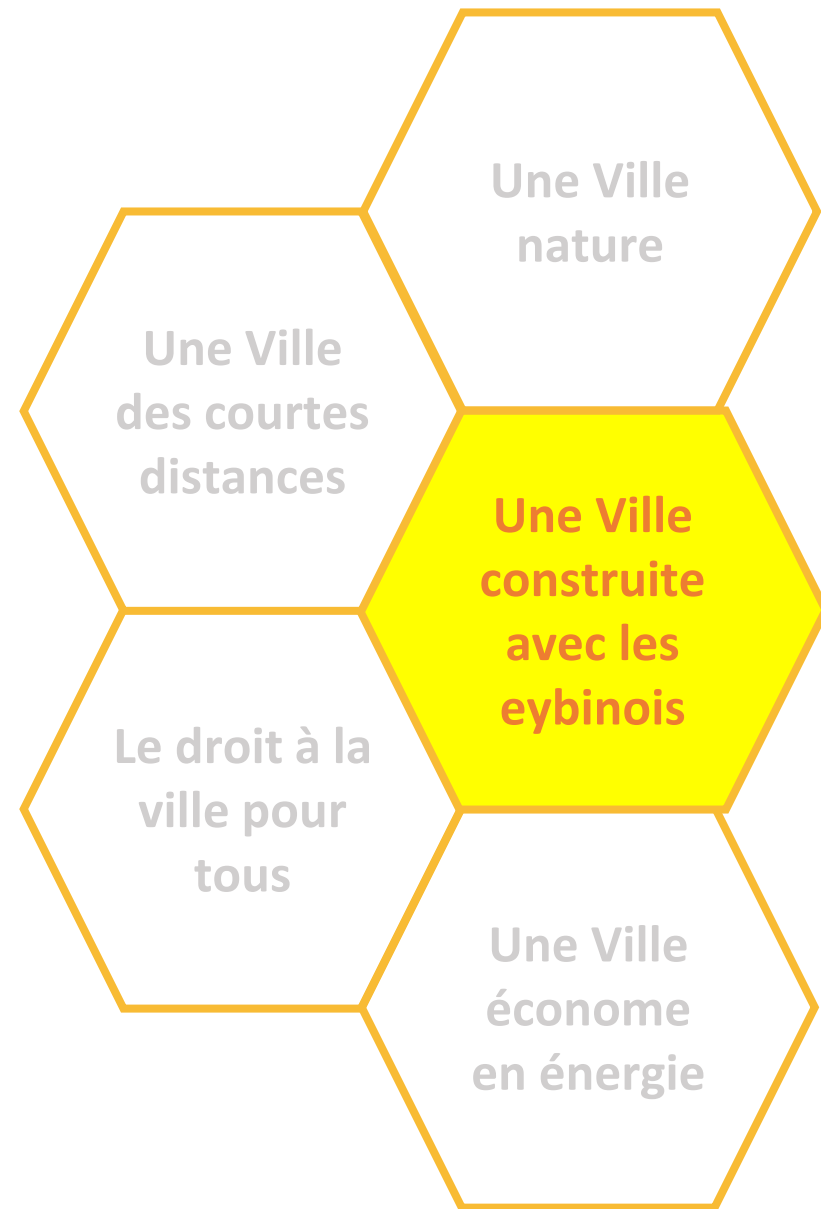 Une Ville
nature
Une Ville
des courtes
distances
Une Ville
construite
avec les
eybinois
Le droit à la
ville pour
tous
Une Ville
économe
en énergie